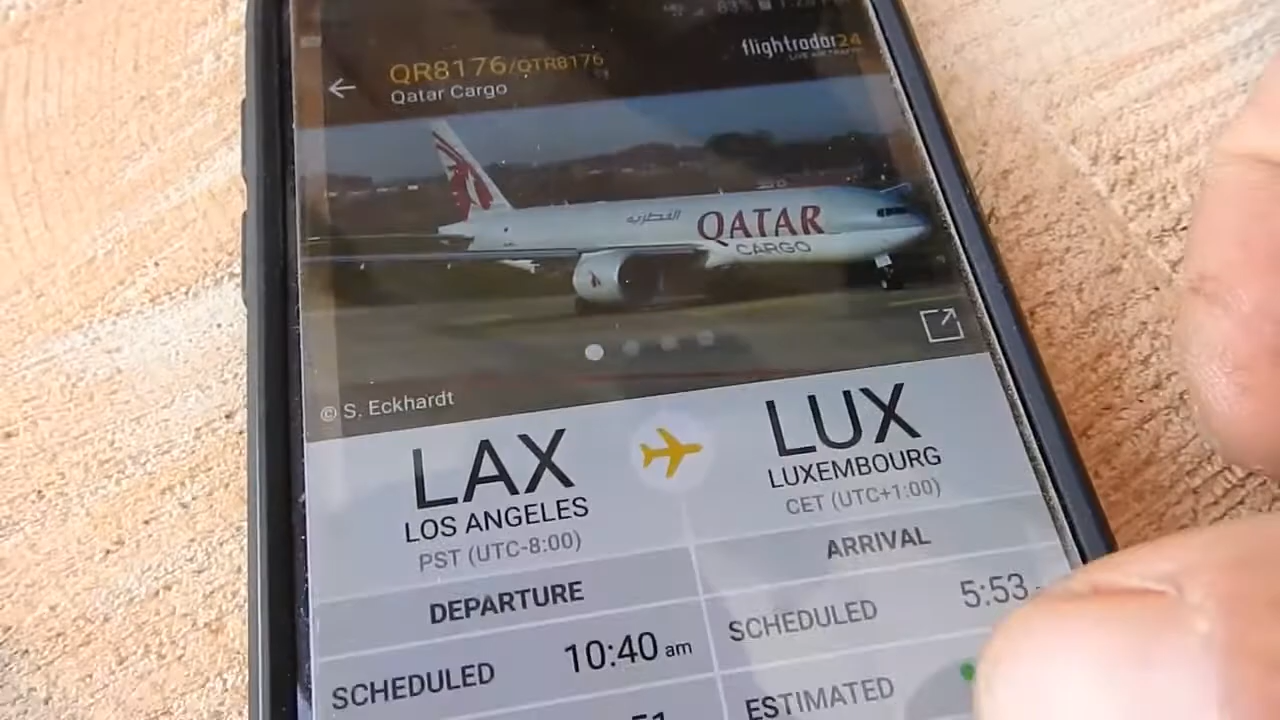 83%
flightradar24
LIVE AIR TRAFFIC
QR8176/QTR8176
Qatar Cargo
القطرية
QATAR
CARGO
© S. Eckhardt
LAX
LOS ANGELES
PST (UTC-8:00)
LUX
LUXEMBOURG
CET (UTC+1:00)
DEPARTURE
ARRIVAL
SCHEDULED 10:40 am
SCHEDULED 5:53
ESTIMATED